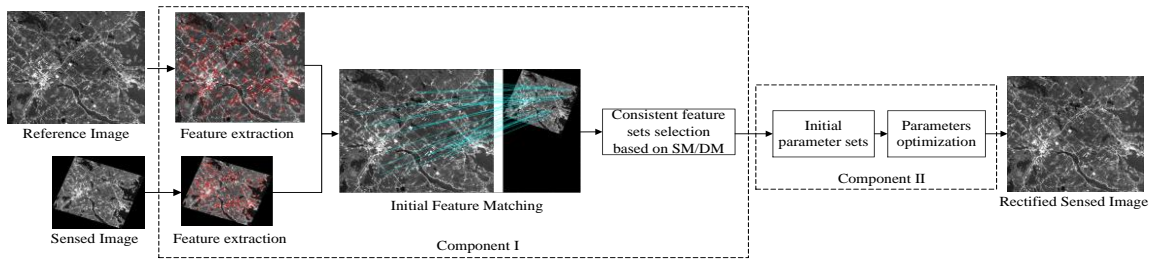 Reference Image
Feature extraction
Sensed Image
Feature extraction
Initial Feature Matching
Consistent feature
sets selection
based on SM/DM
Component I
Initial
parameter sets
Parameters
optimization
Component II
Rectified Sensed Image